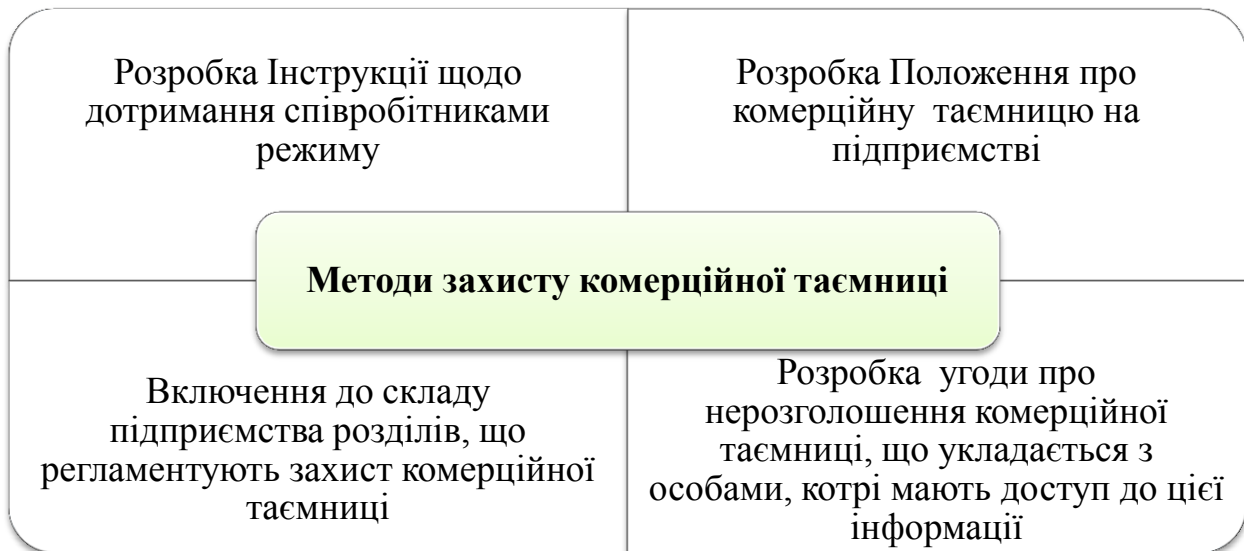 Розробка Інструкції щодо
дотримання співробітниками
режиму
Розробка Положення про
комерційну таємницю на
підприємстві
Методи захисту комерційної таємниці
Включення до складу
підприємства розділів, що
регламентують захист комерційної
таємниці
Розробка угоди про
нерозголошення комерційної
таємниці, що укладається з
особами, котрі мають доступ до цієї
інформації